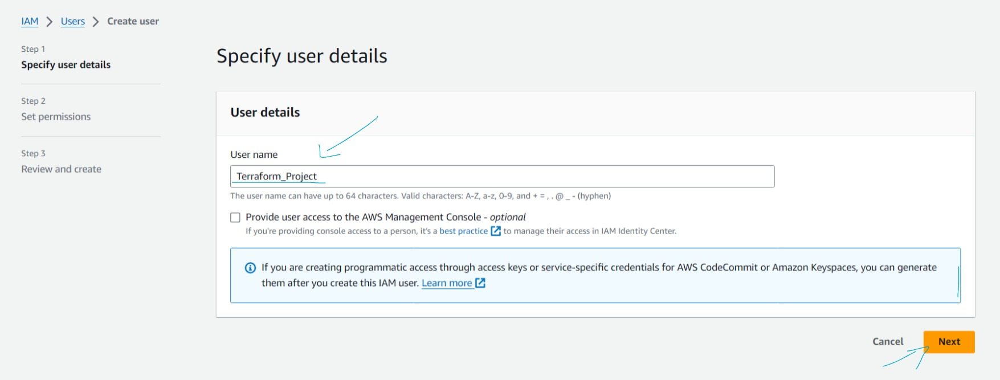 IAM > Users > Create user
Step 1
Specify user details
Step 2
Set permissions
Step 3
Review and create
Specify user details
User details
User name
Terraform_Project
The user name can have up to 64 characters. Valid characters: A-Z, a-z, 0-9, and + = , . @ _ - (hyphen)
Provide user access to the AWS Management Console - optional
If you're providing console access to a person, it's a best practice to manage their access in IAM Identity Center.
If you are creating programmatic access through access keys or service-specific credentials for AWS CodeCommit or Amazon Keyspaces, you can generate
them after you create this IAM user. Learn more
Cancel
Next